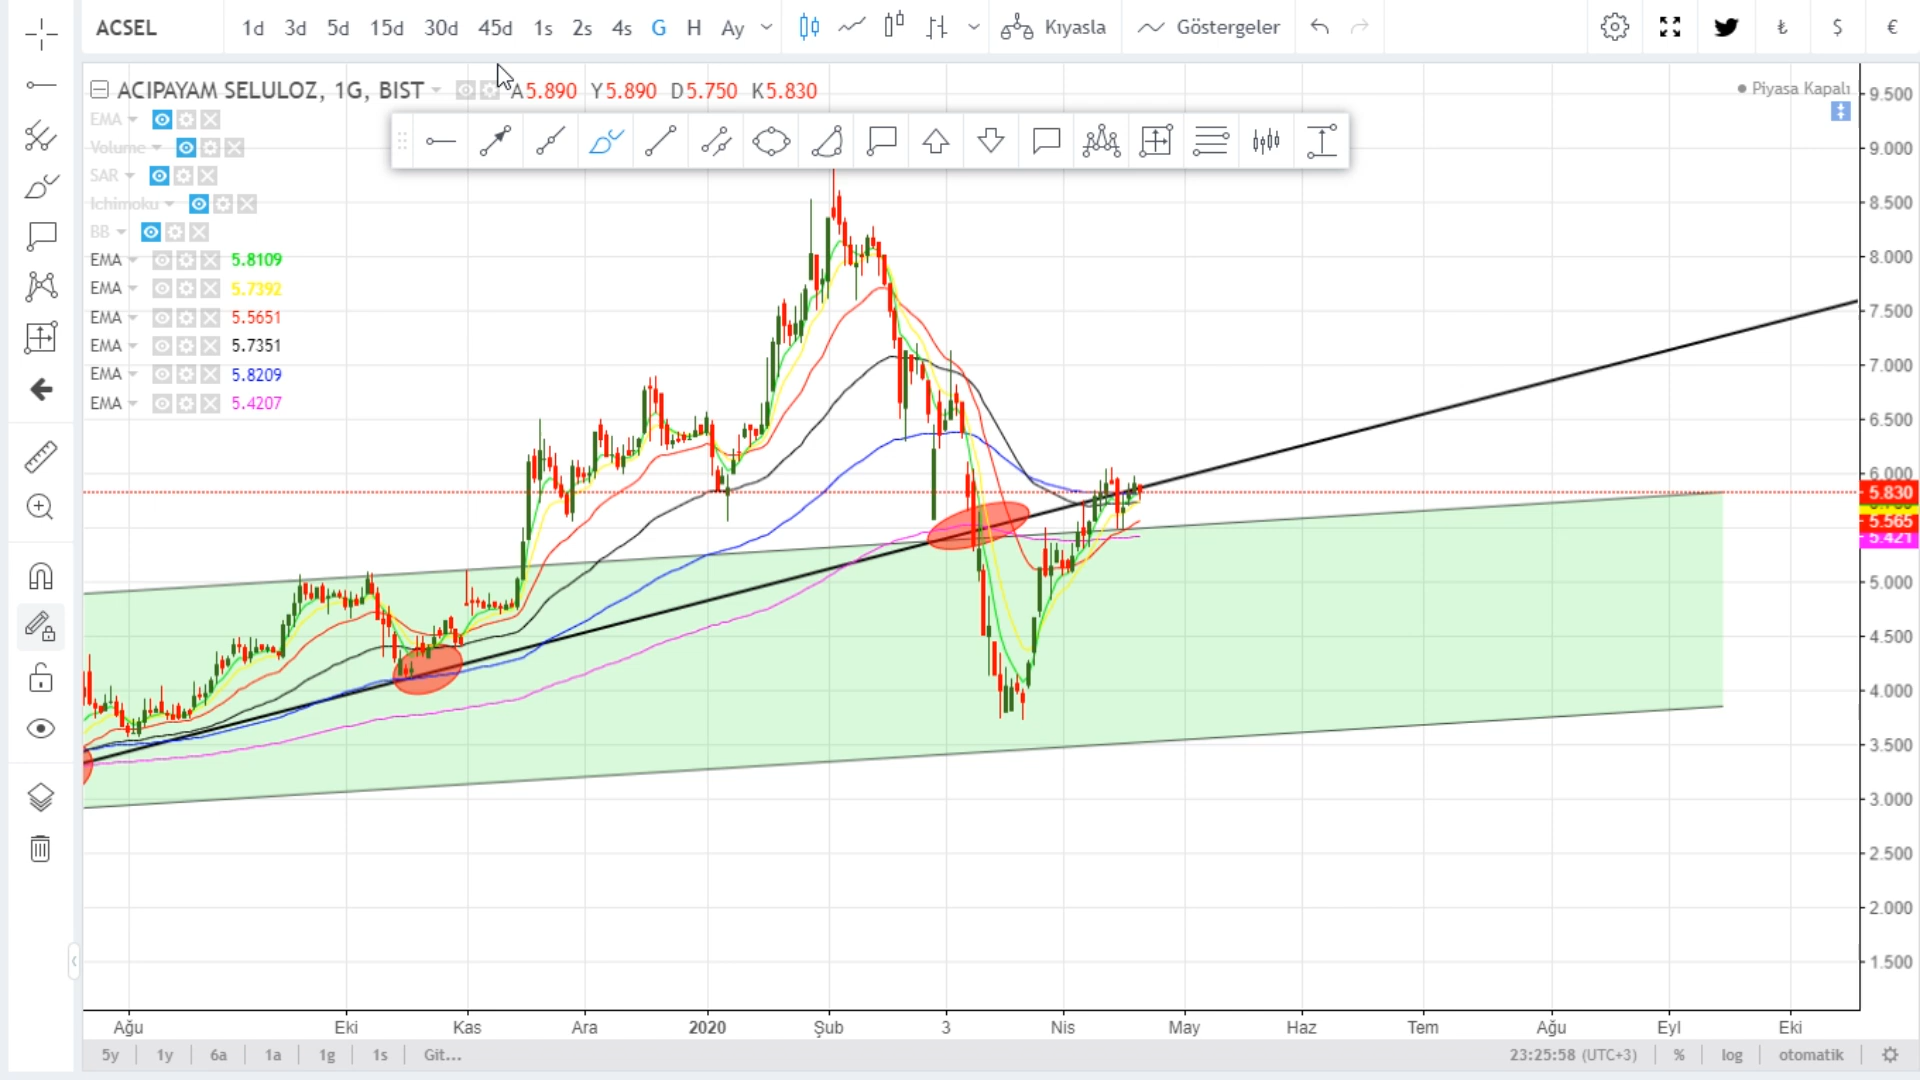 ACSEL 1d 3d 5d 15d 30d 45d 1s 2s 4s G H Ay Kıyasla Göstergeler ₺ $ €
ACIPAYAM SELULOZ, 1G, BIST A5.890 Y5.890 D5.750 K5.830
Piyasa Kapalı
EMA
Volume
SAR
Ichimoku
BB
EMA 5.8109
EMA 5.7392
EMA 5.5651
EMA 5.7351
EMA 5.8209
EMA 5.4207
9.500
9.000
8.500
8.000
7.500
7.000
6.500
6.000
5.830
5.565
5.421
5.000
4.500
4.000
3.500
3.000
2.500
2.000
1.500
Ağu Eki Kas Ara 2020 Şub 3 Nis May Haz Tem Ağu Eyl Eki
5y 1y 6a 1a 1g 1s Git... 23:25:58 (UTC+3) % log otomatik